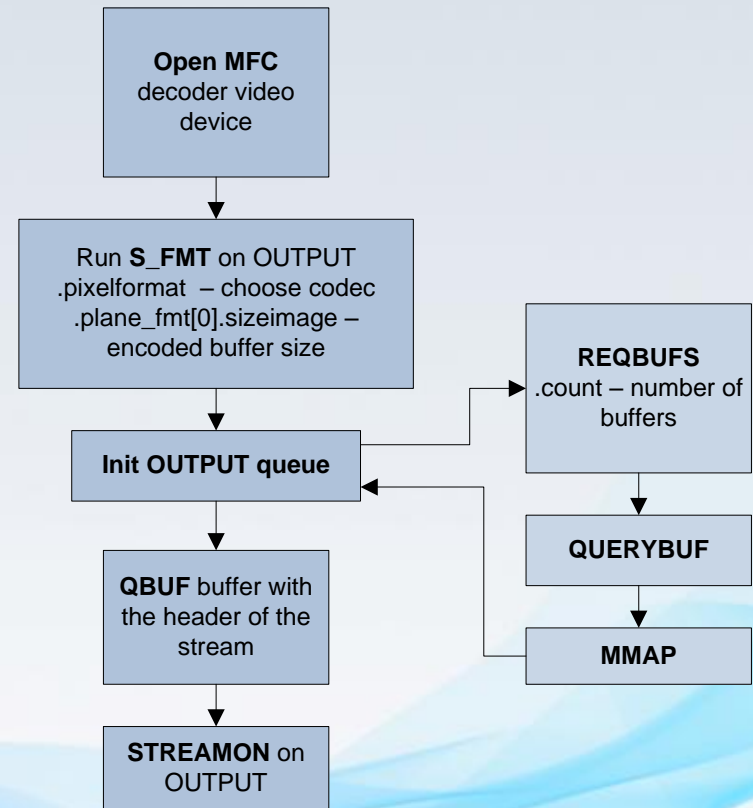 Open MFC
decoder video
device
Run S_FMT on OUTPUT
.pixelformat – choose codec
.plane_fmt[0].sizeimage –
encoded buffer size
Init OUTPUT queue
REQBUFS
.count – number of
buffers
QUERYBUF
MMAP
QBUF buffer with
the header of the
stream
STREAMON on
OUTPUT